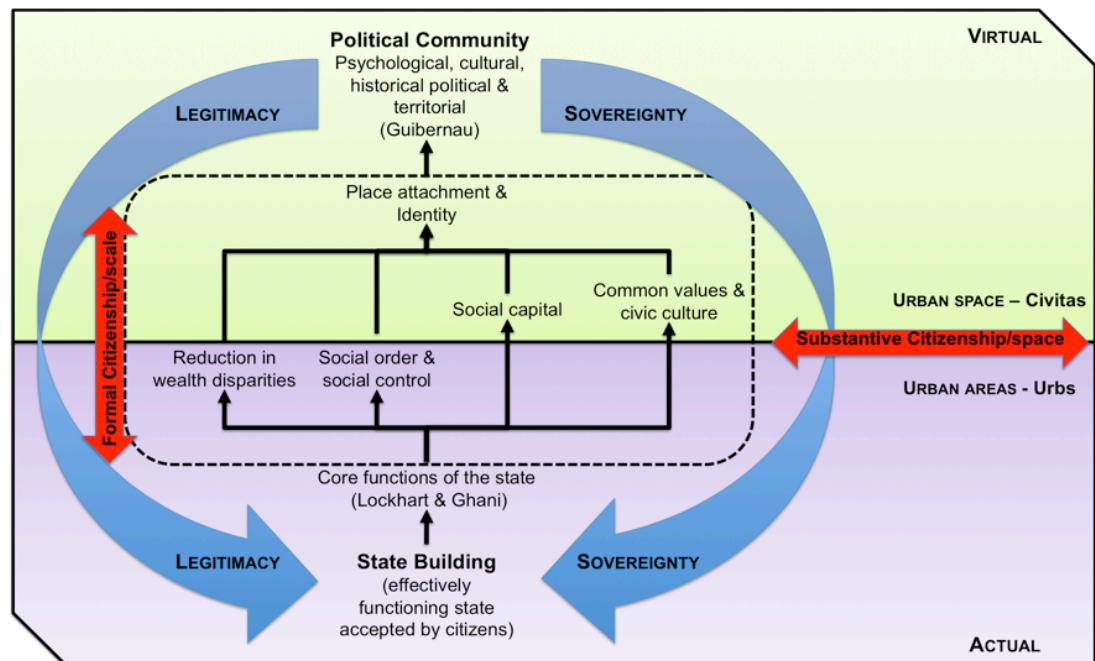 VIRTUAL
Political Community
Psychological, cultural,
historical political &
territorial
(Guibernau)
LEGITIMACY
SOVEREIGNTY
Place attachment &
Identity
Formal Citizenship/scale
Social capital
Common values &
civic culture
URBAN SPACE – Civitas
Substantive Citizenship/space
URBAN AREAS - Urbs
Reduction in
wealth disparities
Social order &
social control
Core functions of the state
(Lockhart & Ghani)
LEGITIMACY
SOVEREIGNTY
State Building
(effectively
functioning state
accepted by citizens)
ACTUAL